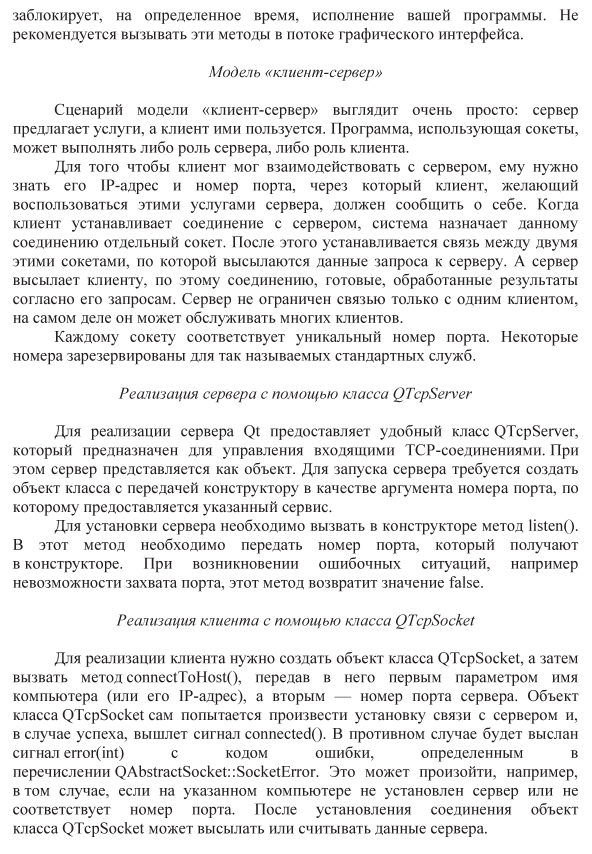 заблокирует, на определенное время, исполнение вашей программы. Не
рекомендуется вызывать эти методы в потоке графического интерфейса.
Модель «клиент-сервер»
Сценарий модели «клиент-сервер» выглядит очень просто: сервер
предлагает услуги, а клиент ими пользуется. Программа, использующая сокеты,
может выполнять либо роль сервера, либо роль клиента.
Для того чтобы клиент мог взаимодействовать с сервером, ему нужно
знать его IP-адрес и номер порта, через который клиент, желающий
воспользоваться этими услугами сервера, должен сообщить о себе. Когда
клиент устанавливает соединение с сервером, система назначает данному
соединению отдельный сокет. После этого устанавливается связь между двумя
этими сокетами, по которой высылаются данные запроса к серверу. А сервер
высылает клиенту, по этому соединению, готовые, обработанные результаты
согласно его запросам. Сервер не ограничен связью только с одним клиентом,
на самом деле он может обслуживать многих клиентов.
Каждому сокету соответствует уникальный номер порта. Некоторые
номера зарезервированы для так называемых стандартных служб.
Реализация сервера с помощью класса QTcpServer
Для реализации сервера Qt предоставляет удобный класс QTcpServer,
который предназначен для управления входящими TCP-соединениями. При
этом сервер представляется как объект. Для запуска сервера требуется создать
объект класса с передачей конструктору в качестве аргумента номера порта, по
которому предоставляется указанный сервис.
Для установки сервера необходимо вызвать в конструкторе метод listen().
В этот метод необходимо передать номер порта, который получают
в конструкторе. При возникновении ошибочных ситуаций, например
невозможности захвата порта, этот метод возвратит значение false.
Реализация клиента с помощью класса QTcpSocket
Для реализации клиента нужно создать объект класса QTcpSocket, а затем
вызвать метод connectToHost(), передав в него первым параметром имя
компьютера (или его IP-адрес), а вторым — номер порта сервера. Объект
класса QTcpSocket сам попытается произвести установку связи с сервером и,
в случае успеха, вышлет сигнал connected(). В противном случае будет выслан
сигнал error(int) с кодом ошибки, определенным в
перечислении QAbstractSocket::SocketError. Это может произойти, например,
в том случае, если на указанном компьютере не установлен сервер или не
соответствует номер порта. После установления соединения объект
класса QTcpSocket может высылать или считывать данные сервера.